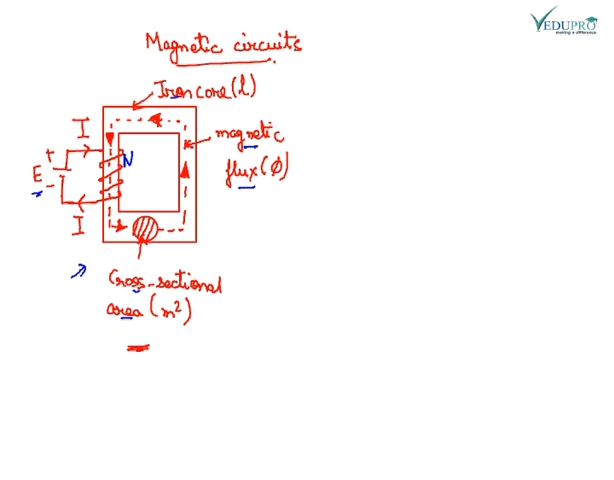 VEDUPRO
making a difference
Magnetic circuits
Iron core (l)
I
magnetic
flux (Φ)
N
+
E
-
I
Cross-sectional
area (m²)